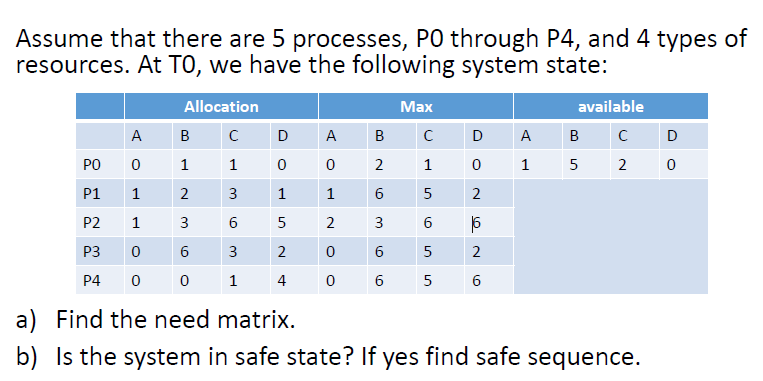 Assume that there are 5 processes, P0 through P4, and 4 types of
resources. At T0, we have the following system state:
Allocation Max available
A B C D A B C D A B C D
P0 0 1 1 0 0 2 1 0 1 5 2 0
P1 1 2 3 1 1 6 5 2
P2 1 3 6 5 2 3 6 6
P3 0 6 3 2 0 6 5 2
P4 0 0 1 4 0 6 5 6
a) Find the need matrix.
b) Is the system in safe state? If yes find safe sequence.